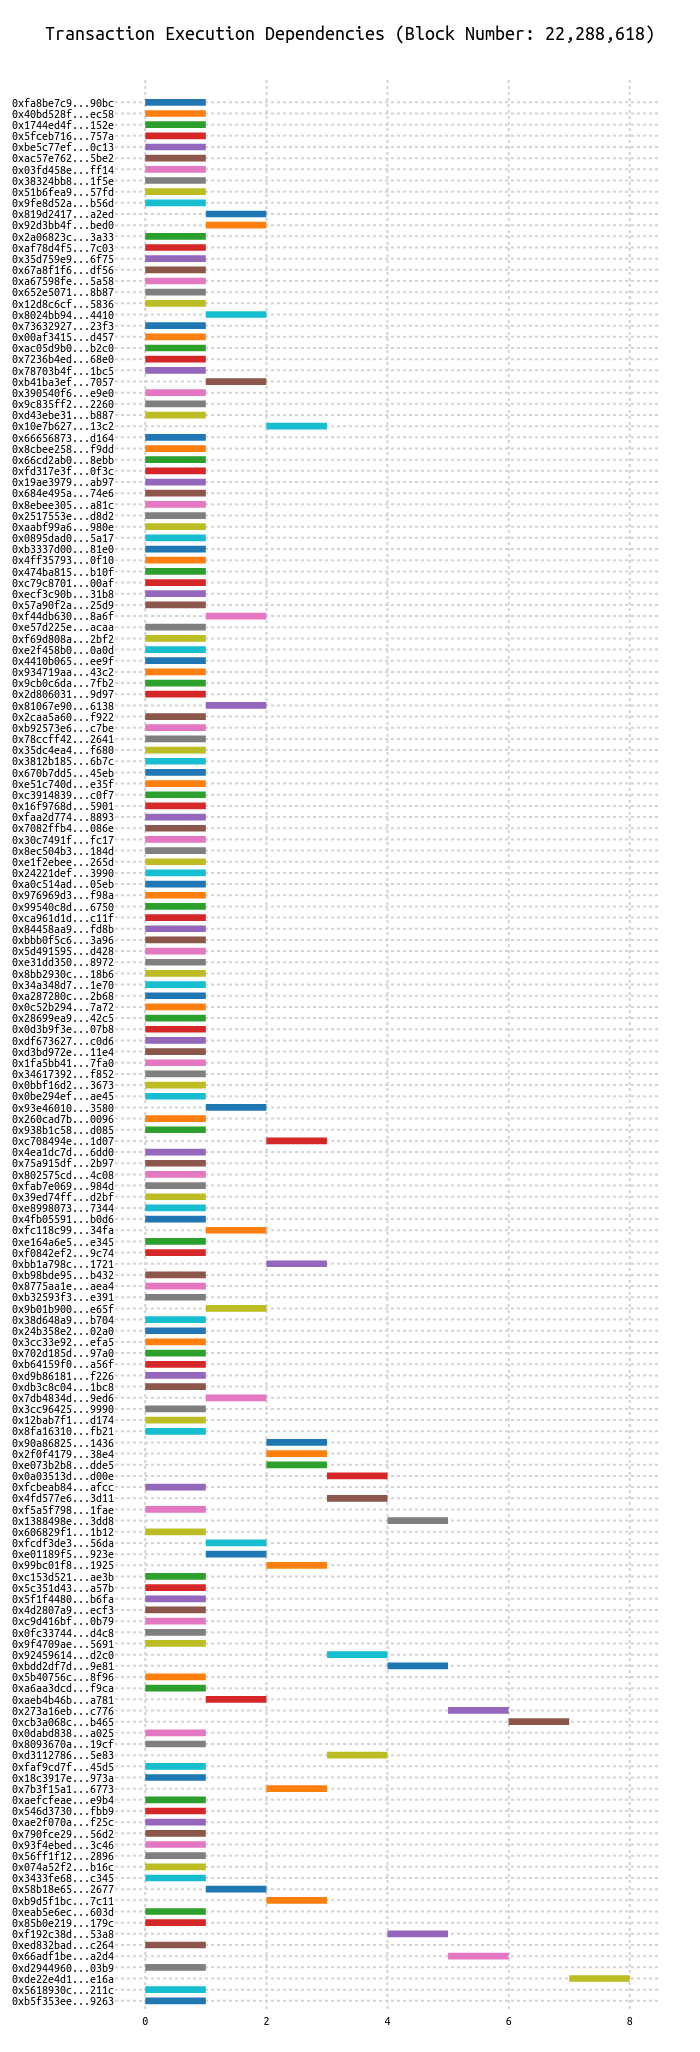 Transaction Execution Dependencies (Block Number: 22,288,618)
0xfa8be7c9...90bc
0x40bd528f...ec58
0x1744ed4f...152e
0x5fceb716...757a
0xbe5c77ef...0c13
0xac57e762...5be2
0x03fd458e...ff14
0x38324bb8...1f5e
0x51b6fea9...57fd
0x9fe8d52a...b56d
0x819d2417...a2ed
0x92d3bb4f...bed0
0x2a06823c...3a33
0xaf78d4f5...7c03
0x35d759e9...6f75
0x67a8f1f6...df56
0xa67598fe...5a58
0x652e5071...8b87
0x12d8c6cf...5836
0x8024bb94...4410
0x73632927...23f3
0x00af3415...d457
0xac05d9b0...b2c0
0x7236b4ed...68e0
0x78703b4f...1bc5
0xb41ba3ef...7057
0x390540f6...e9e0
0x9c835ff2...2260
0xd43ebe31...b887
0x10e7b627...13c2
0x66656873...d164
0x8cbee258...f9dd
0x66cd2ab0...8ebb
0xfd317e3f...0f3c
0x19ae3979...ab97
0x684e495a...74e6
0x8ebee305...a81c
0x2517553e...d8d2
0xaabf99a6...980e
0x0895dad0...5a17
0xb3337d00...81e0
0x4ff35793...0f10
0x474ba815...b10f
0xc79c8701...00af
0xecf3c90b...31b8
0x57a90f2a...25d9
0xf44db630...8a6f
0xe57d225e...acaa
0xf69d808a...2bf2
0xe2f458b0...0a0d
0x4410b065...ee9f
0x934719aa...43c2
0x9cb0c6da...7fb2
0x2d806031...9d97
0x81067e90...6138
0x2caa5a60...f922
0xb92573e6...c7be
0x78ccff42...2641
0x35dc4ea4...f680
0x3812b185...6b7c
0x670b7dd5...45eb
0xe51c740d...e35f
0xc3914839...c0f7
0x16f9768d...5901
0xfaa2d774...8893
0x7082ffb4...086e
0x30c7491f...fc17
0x8ec504b3...184d
0xe1f2ebee...265d
0x24221def...3990
0xa0c514ad...05eb
0x976969d3...f98a
0x99540c8d...6750
0xca961d1d...c11f
0x84458aa9...fd8b
0xbbb0f5c6...3a96
0x5d491595...d428
0xe31dd350...8972
0x8bb2930c...18b6
0x34a348d7...1e70
0xa287280c...2b68
0x0c52b294...7a72
0x28699ea9...42c5
0x0d3b9f3e...07b8
0xdf673627...c0d6
0xd3bd972e...11e4
0x1fa5bb41...7fa0
0x34617392...f852
0x0bbf16d2...3673
0x0be294ef...ae45
0x93e46010...3580
0x260cad7b...0096
0x938b1c58...d085
0xc708494e...1d07
0x4ea1dc7d...6dd0
0x75a915df...2b97
0x802575cd...4c08
0xfab7e069...984d
0x39ed74ff...d2bf
0xe8998073...7344
0x4fb05591...b0d6
0xfc118c99...34fa
0xe164a6e5...e345
0xf0842ef2...9c74
0xbb1a798c...1721
0xb98bde95...b432
0x8775aa1e...aea4
0xb32593f3...e391
0x9b01b900...e65f
0x38d648a9...b704
0x24b358e2...02a0
0x3cc33e92...efa5
0x702d185d...97a0
0xb64159f0...a56f
0xd9b86181...f226
0xdb3c8c04...1bc8
0x7db4834d...9ed6
0x3cc96425...9990
0x12bab7f1...d174
0x8fa16310...fb21
0x90a86825...1436
0x2f0f4179...38e4
0xe073b2b8...dde5
0x0a03513d...d00e
0xfcbeab84...afcc
0x4fd577e6...3d11
0xf5a5f798...1fae
0x1388498e...3dd8
0x606829f1...1b12
0xfcdf3de3...56da
0xe01189f5...923e
0x99bc01f8...1925
0xc153d521...ae3b
0x5c351d43...a57b
0x5f1f4480...b6fa
0x4d2807a9...ecf3
0xc9d416bf...0b79
0x0fc33744...d4c8
0x9f4709ae...5691
0x92459614...d2c0
0xbdd2df7d...9e81
0x5b40756c...8f96
0xa6aa3dcd...f9ca
0xaeb4b46b...a781
0x273a16eb...c776
0xcb3a068c...b465
0x0dabd838...a025
0x8093670a...19cf
0xd3112786...5e83
0xfaf9cd7f...45d5
0x18c3917e...973a
0x7b3f15a1...6773
0xaefcfeae...e9b4
0x546d3730...fbb9
0xae2f070a...f25c
0x790fce29...56d2
0x93f4ebed...3c46
0x56ff1f12...2896
0x074a52f2...b16c
0x3433fe68...c345
0x58b18e65...2677
0xb9d5f1bc...7c11
0xeab5e6ec...603d
0x85b0e219...179c
0xf192c38d...53a8
0xed832bad...c264
0x66adf1be...a2d4
0xd2944960...03b9
0xde22e4d1...e16a
0x5618930c...211c
0xb5f353ee...9263
0 2 4 6 8